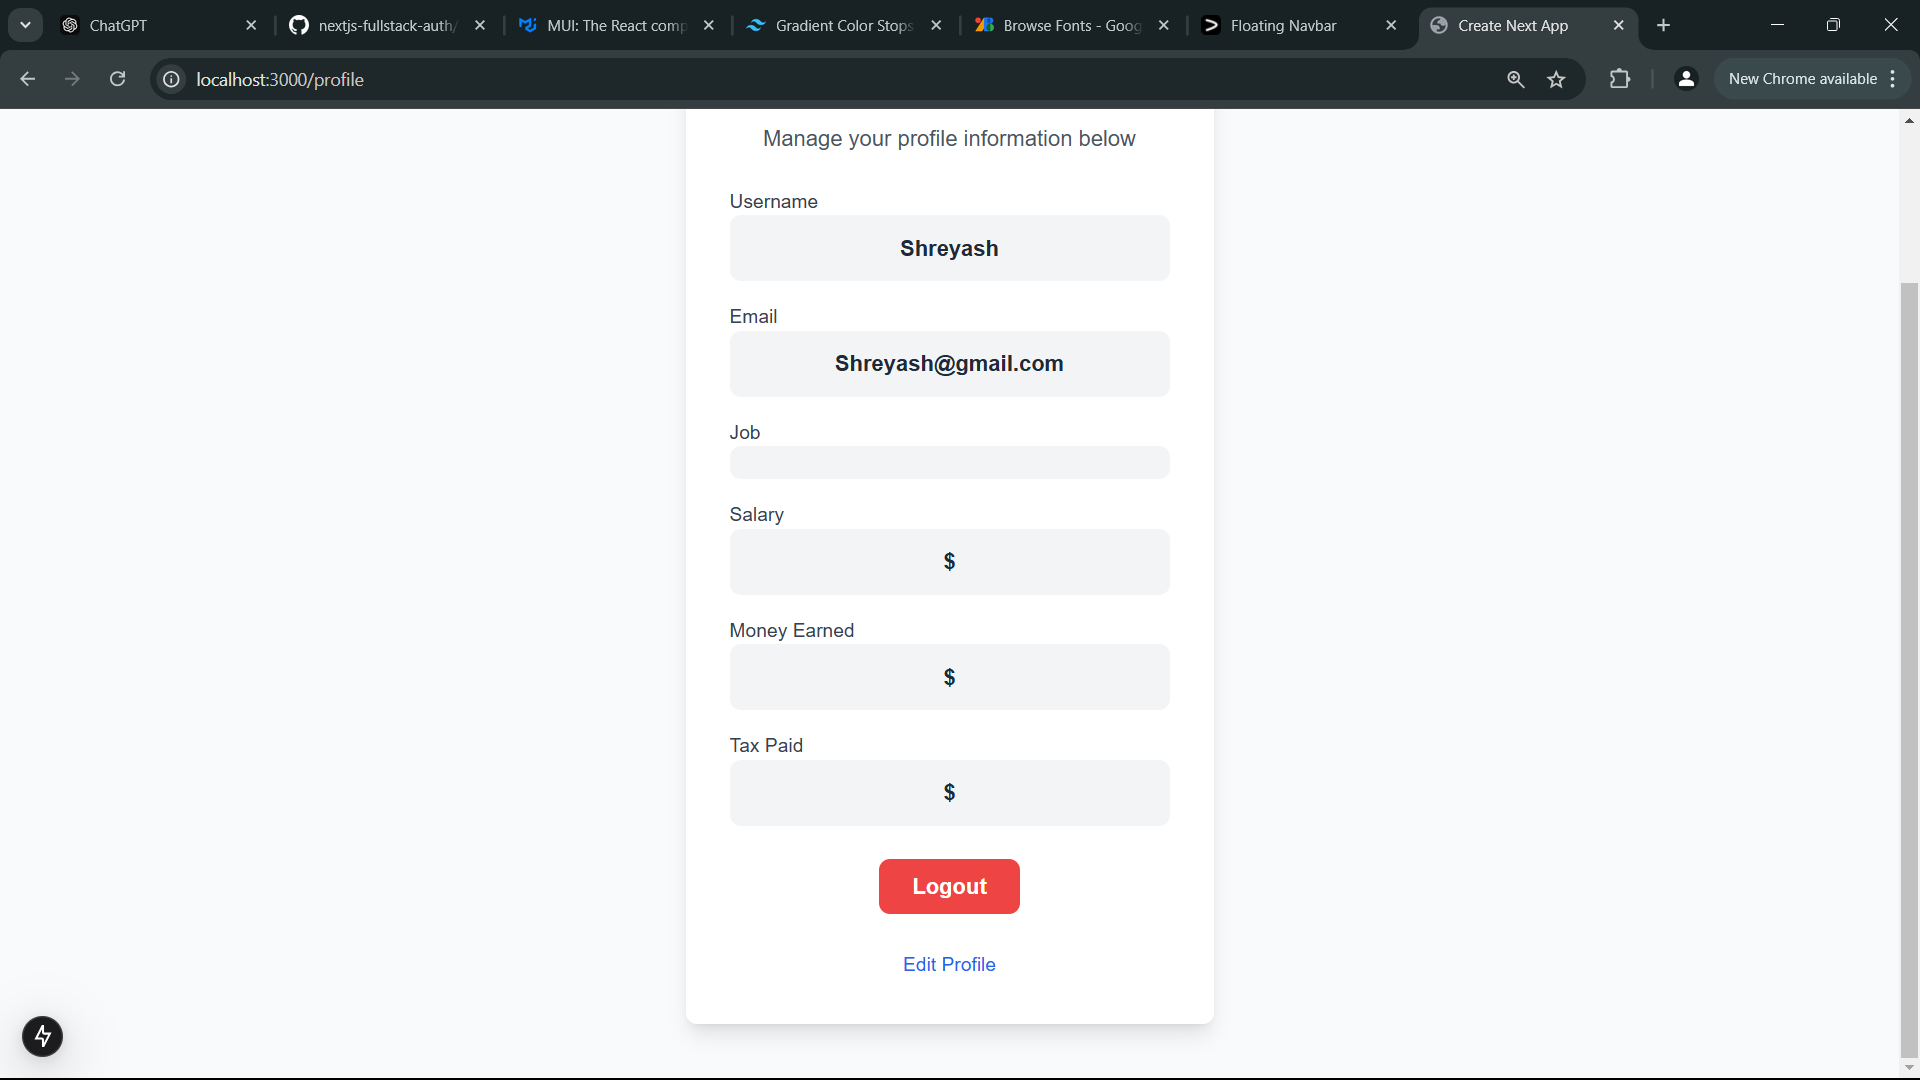 ChatGPT
nextjs-fullstack-auth/
MUI: The React comp
Gradient Color Stops
Browse Fonts - Goog
Floating Navbar
Create Next App
localhost:3000/profile
New Chrome available
Manage your profile information below
Username
Shreyash
Email
Shreyash@gmail.com
Job
Salary
$
Money Earned
$
Tax Paid
$
Logout
Edit Profile